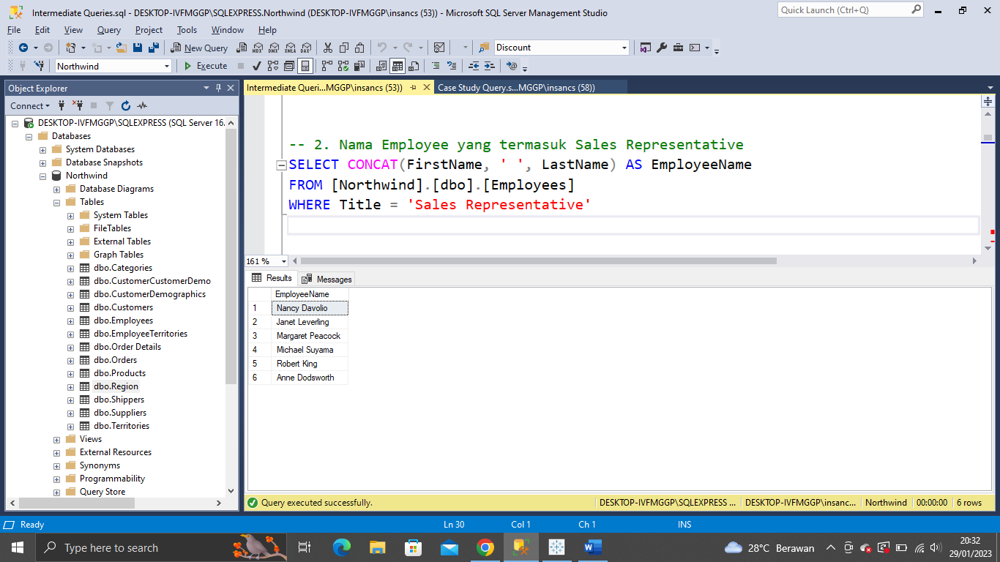 Intermediate Queries.sql - DESKTOP-IVFMGGP\SQLEXPRESS.Northwind (DESKTOP-IVFMGGP\insancs (53)) - Microsoft SQL Server Management Studio
Quick Launch (Ctrl+Q)
File Edit View Query Project Tools Window Help
New Query
MDX DMX XMLA DAX
Discount
Northwind
Execute
Object Explorer
Intermediate Queri...MGGP\insancs (53))
Case Study Query.s...MGGP\insancs (58))
Connect
DESKTOP-IVFMGGP\SQLEXPRESS (SQL Server 16.
Databases
System Databases
Database Snapshots
Northwind
Database Diagrams
Tables
System Tables
FileTables
External Tables
Graph Tables
dbo.Categories
dbo.CustomerCustomerDemo
dbo.CustomerDemographics
dbo.Customers
dbo.Employees
dbo.EmployeeTerritories
dbo.Order Details
dbo.Orders
dbo.Products
dbo.Region
dbo.Shippers
dbo.Suppliers
dbo.Territories
Views
External Resources
Synonyms
Programmability
Query Store
-- 2. Nama Employee yang termasuk Sales Representative
SELECT CONCAT(FirstName, ' ', LastName) AS EmployeeName
FROM [Northwind].[dbo].[Employees]
WHERE Title = 'Sales Representative'
161 %
Results Messages
EmployeeName
1 Nancy Davolio
2 Janet Leverling
3 Margaret Peacock
4 Michael Suyama
5 Robert King
6 Anne Dodsworth
Query executed successfully.
DESKTOP-IVFMGGP\SQLEXPRESS ... DESKTOP-IVFMGGP\insanc... Northwind 00:00:00 6 rows
Ready Ln 30 Col 1 Ch 1 INS
Type here to search
28°C Berawan
20:32
29/01/2023